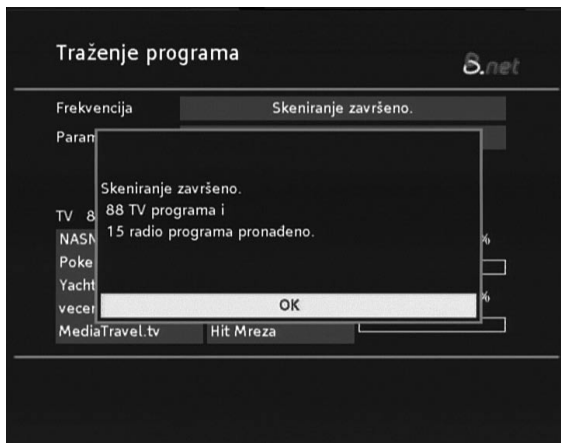 Traženje programa
B.net
Frekvencija Skeniranje završeno.
Param
Skeniranje završeno.
88 TV programa i
15 radio programa pronađeno.
TV 8
NASN %
Poke
Yacht
vecer %
OK
MediaTravel.tv Hit Mreza